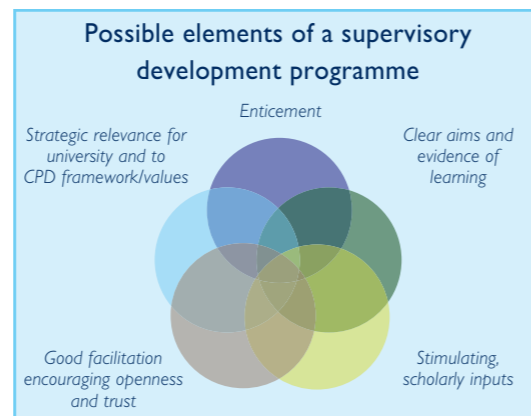 Possible elements of a supervisory
development programme
Enticement
Strategic relevance for
university and to
CPD framework/values
Clear aims and
evidence of
learning
Good facilitation
encouraging openness
and trust
Stimulating,
scholarly inputs